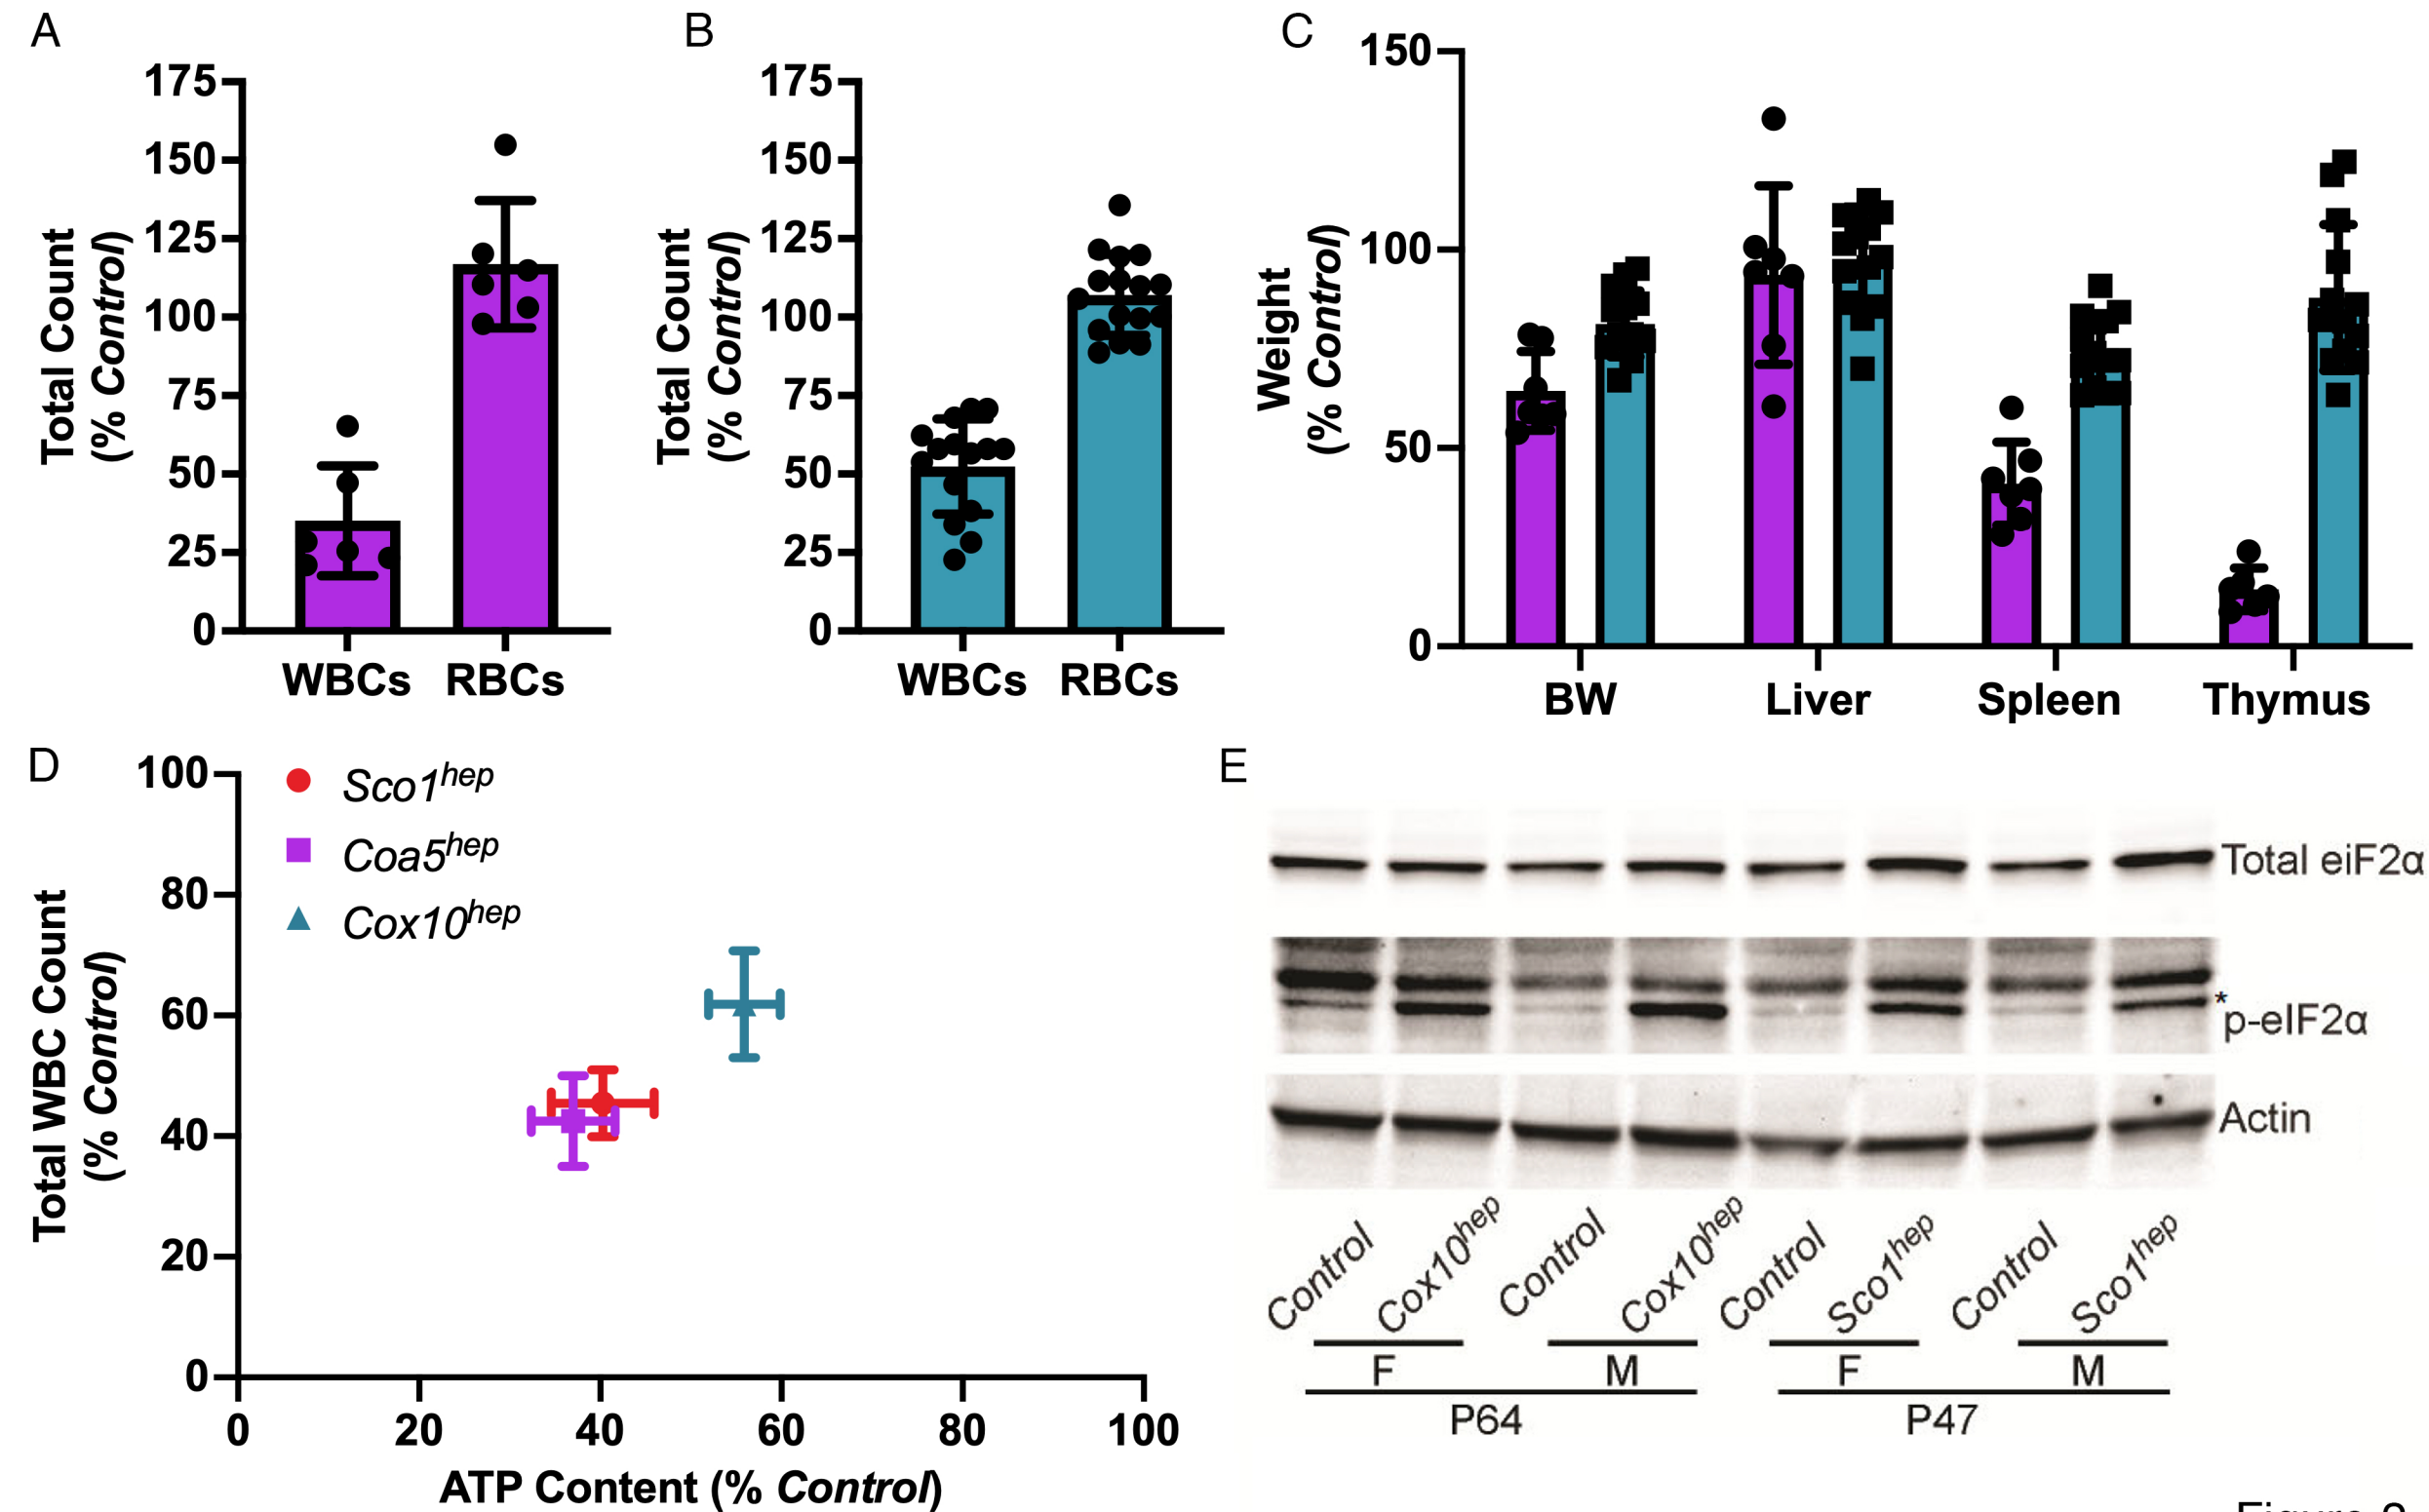 A
175
150
125
100
75
50
25
0
Total Count
(% Control)
WBCs RBCs
B
175
150
125
100
75
50
25
0
Total Count
(% Control)
WBCs RBCs
C
150
100
50
0
Weight
(% Control)
BW Liver Spleen Thymus
D
100
80
60
40
20
0
Total WBC Count
(% Control)
Sco1hep
Coa5hep
Cox10hep
0 20 40 60 80 100
ATP Content (% Control)
E
Total eiF2α
*
p-eIF2α
Actin
Control Cox10hep Control Cox10hep Control Sco1hep Control Sco1hep
F M F M
P64 P47